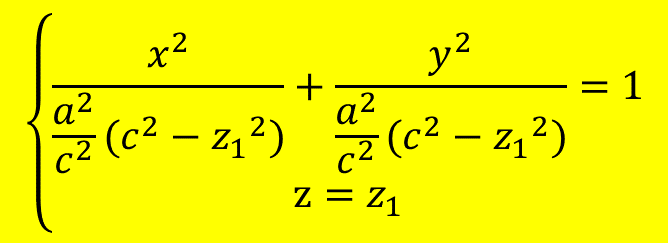 { x² / (a²/c² (c² − z₁²)) + y² / (a²/c² (c² − z₁²)) = 1
z = z₁